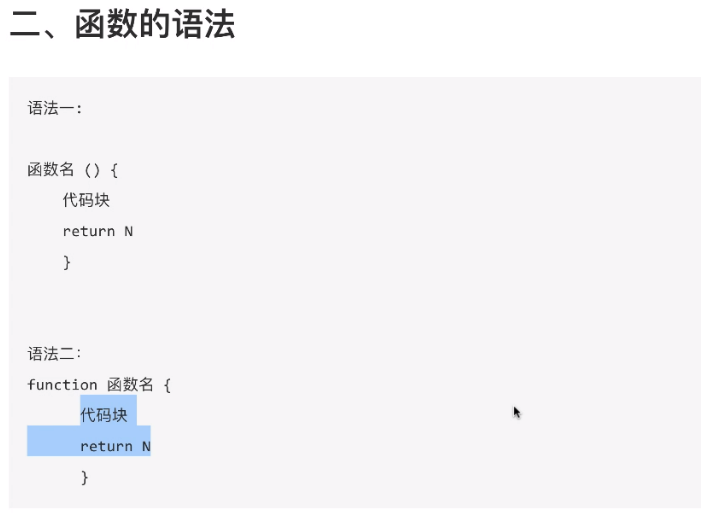 二、函数的语法
语法一:
函数名 () {
代码块
return N
}
语法二：
function 函数名 {
代码块
return N
}